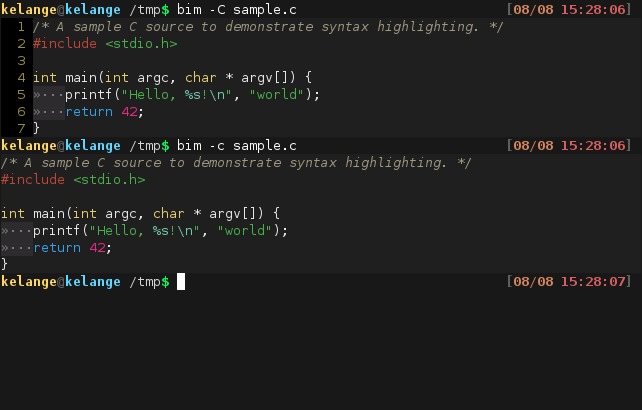 kelange@kelange /tmp$ bim -C sample.c [08/08 15:28:06]
1 /* A sample C source to demonstrate syntax highlighting. */
2 #include <stdio.h>
3
4 int main(int argc, char * argv[]) {
5 »···printf("Hello, %s!\n", "world");
6 »···return 42;
7 }
kelange@kelange /tmp$ bim -c sample.c [08/08 15:28:06]
/* A sample C source to demonstrate syntax highlighting. */
#include <stdio.h>
int main(int argc, char * argv[]) {
»···printf("Hello, %s!\n", "world");
»···return 42;
}
kelange@kelange /tmp$ [08/08 15:28:07]